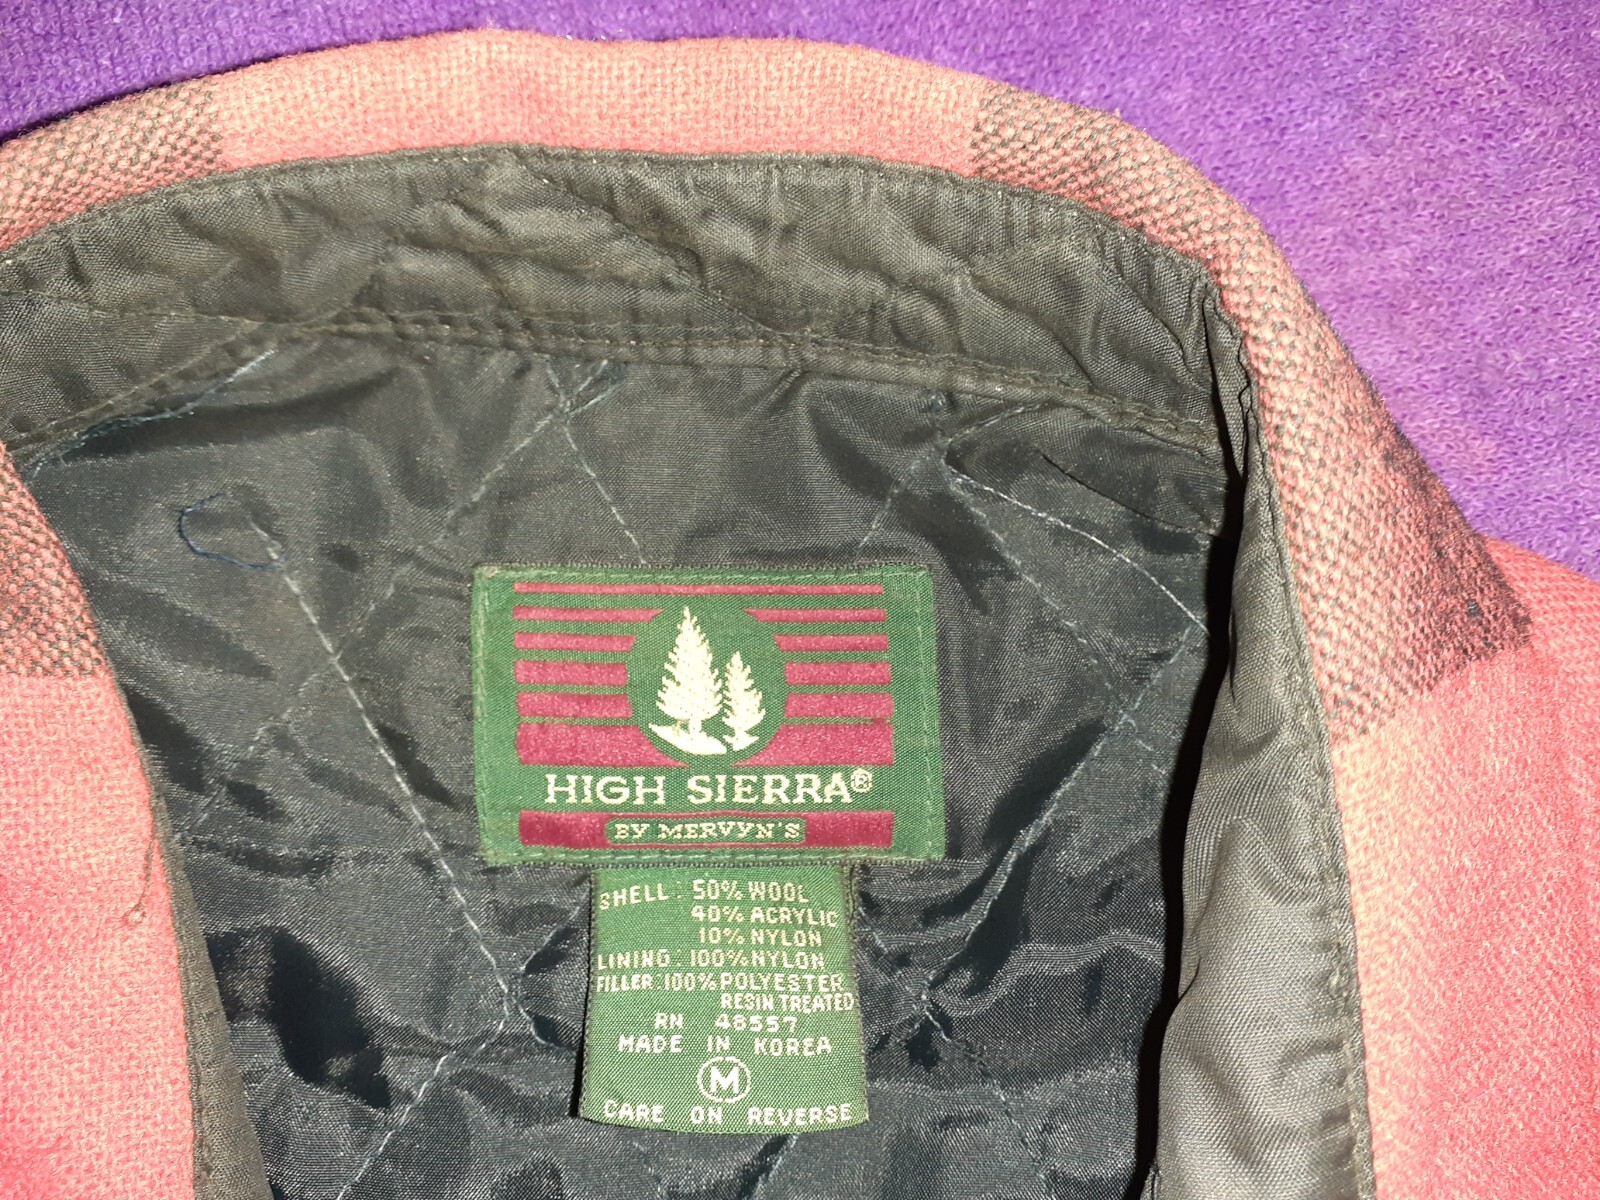 HIGH SIERRA®
BY MERVYN'S
SHELL: 50% WOOL
40% ACRYLIC
10% NYLON
LINING: 100% NYLON
FILLER: 100% POLYESTER
RESIN TREATED
RN 48557
MADE IN KOREA
M
CARE ON REVERSE